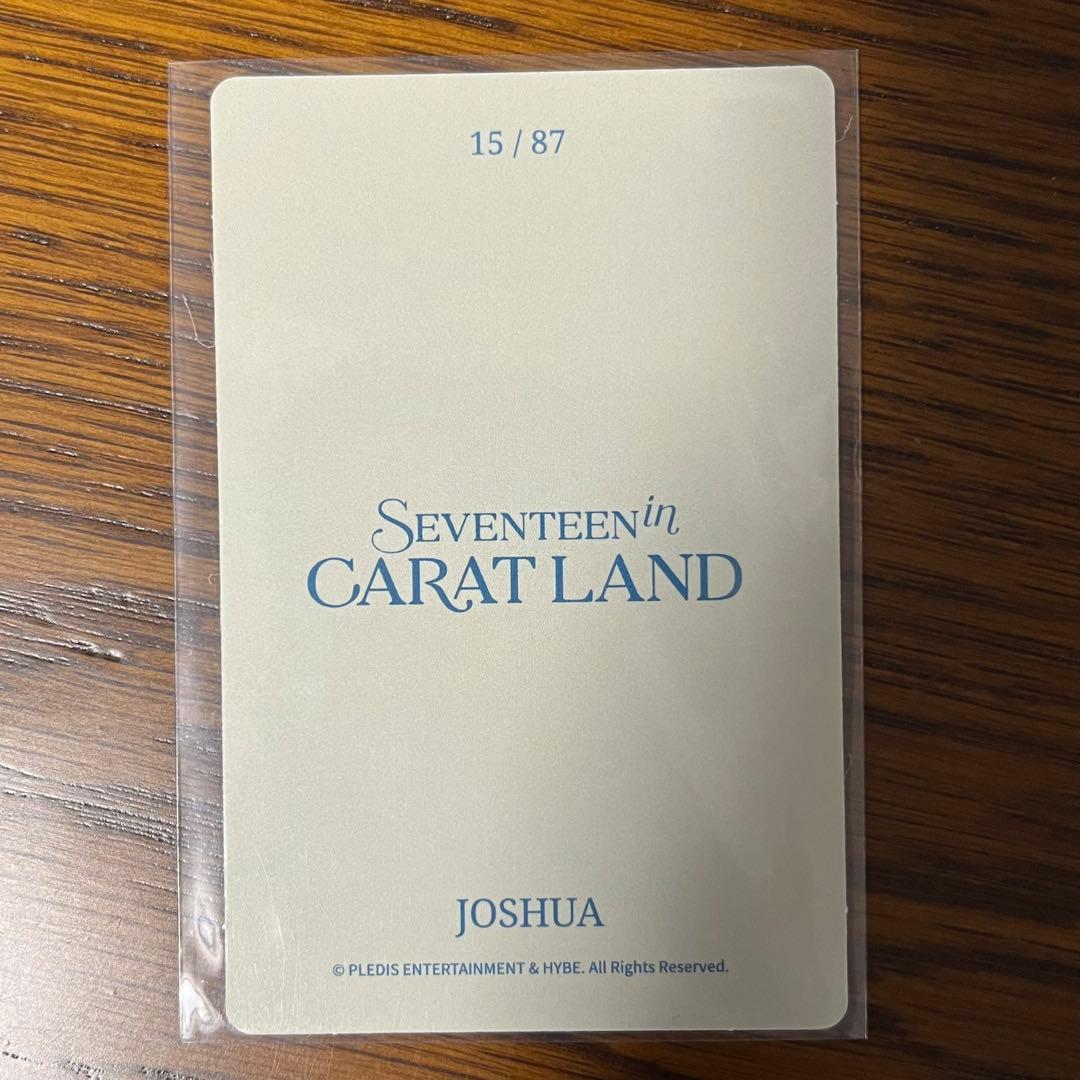 15 / 87
SEVENTEEN in
CARAT LAND
JOSHUA
© PLEDIS ENTERTAINMENT & HYBE. All Rights Reserved.